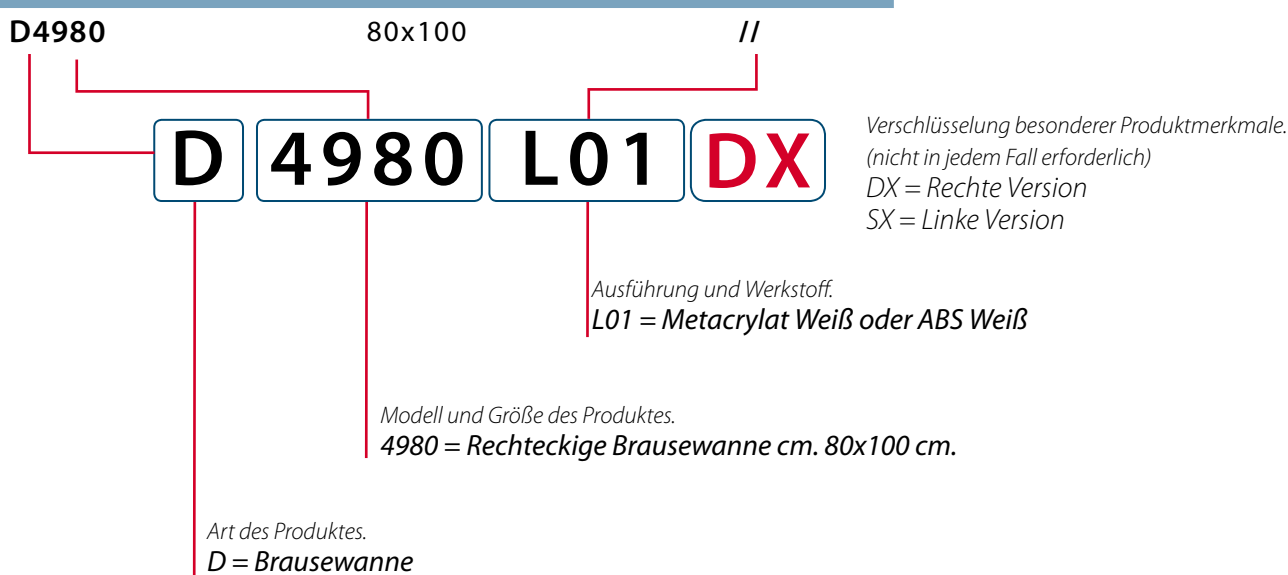 D4980 80x100 //
D 4980 L01 DX
Verschlüsselung besonderer Produktmerkmale.
(nicht in jedem Fall erforderlich)
DX = Rechte Version
SX = Linke Version
Ausführung und Werkstoff.
L01 = Metacrylat Weiß oder ABS Weiß
Modell und Größe des Produktes.
4980 = Rechteckige Brausewanne cm. 80x100 cm.
Art des Produktes.
D = Brausewanne